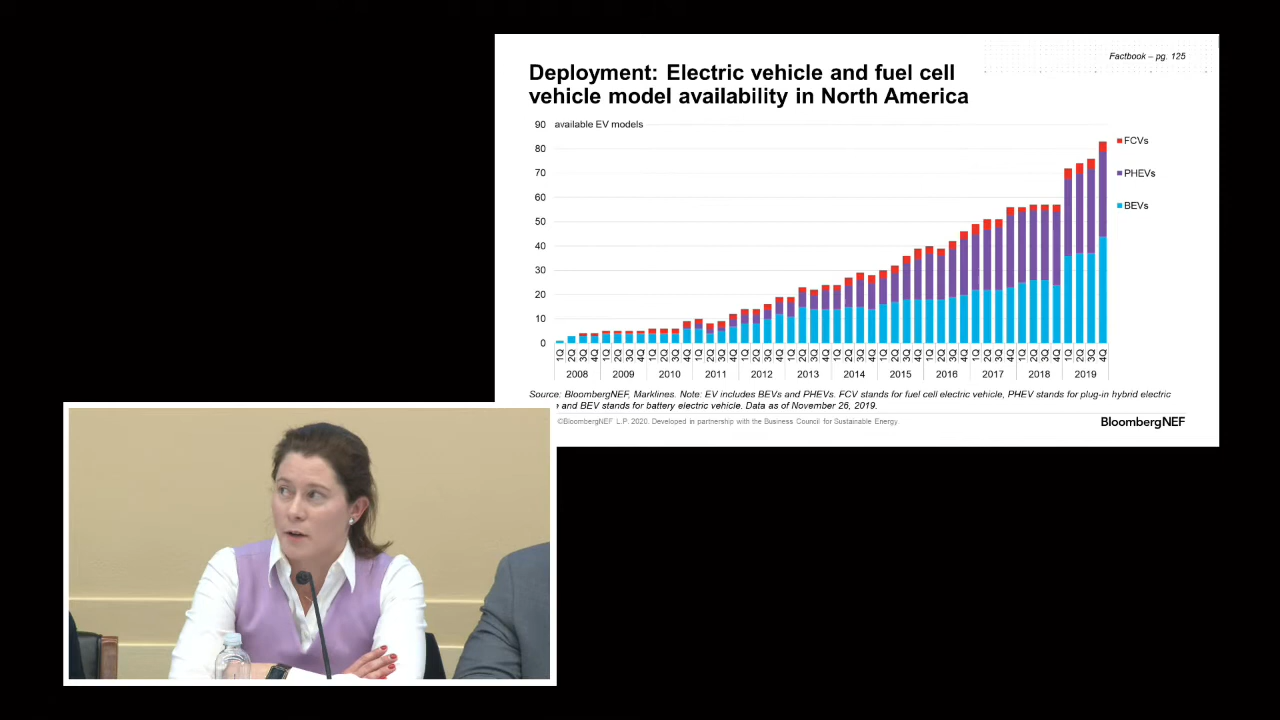 Factbook – pg. 125
Deployment: Electric vehicle and fuel cell
vehicle model availability in North America
90 available EV models
80
70
60
50
40
30
20
10
0
FCVs
PHEVs
BEVs
1Q 2Q 3Q 4Q 1Q 2Q 3Q 4Q 1Q 2Q 3Q 4Q 1Q 2Q 3Q 4Q 1Q 2Q 3Q 4Q 1Q 2Q 3Q 4Q 1Q 2Q 3Q 4Q 1Q 2Q 3Q 4Q 1Q 2Q 3Q 4Q 1Q 2Q 3Q 4Q 1Q 2Q 3Q 4Q 1Q 2Q 3Q 4Q
2008 2009 2010 2011 2012 2013 2014 2015 2016 2017 2018 2019
Source: BloombergNEF, Marklines. Note: EV includes BEVs and PHEVs. FCV stands for fuel cell electric vehicle, PHEV stands for plug-in hybrid electric
e and BEV stands for battery electric vehicle. Data as of November 26, 2019.
©BloombergNEF L.P. 2020. Developed in partnership with the Business Council for Sustainable Energy.
BloombergNEF